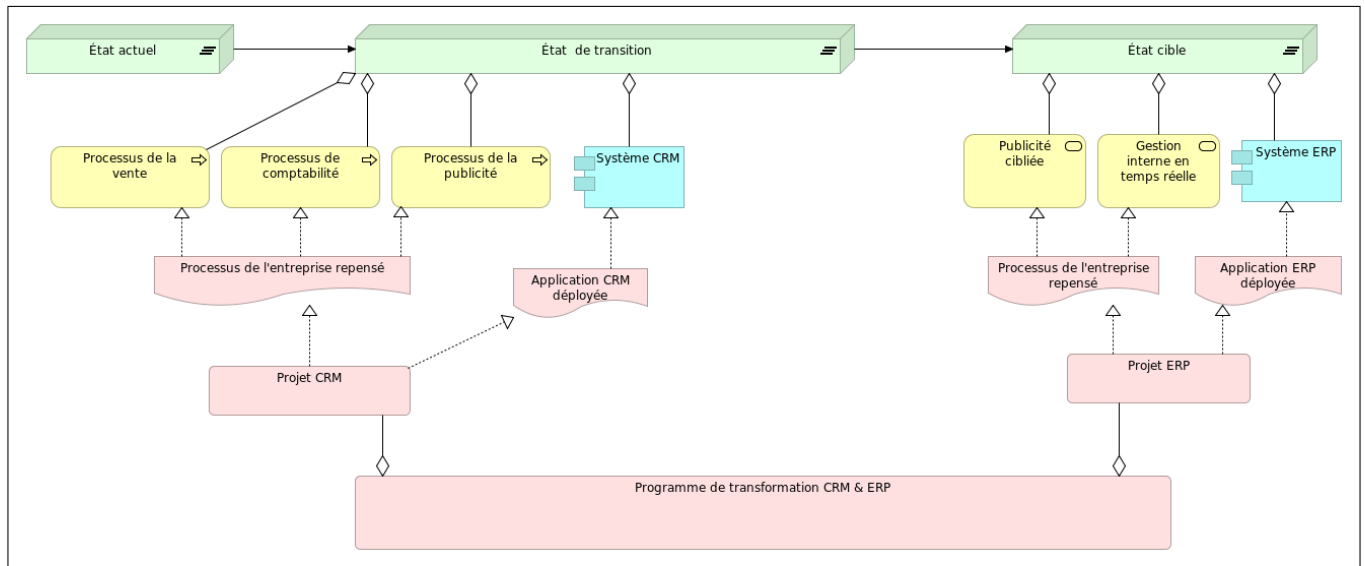 État actuel
État de transition
État cible
Processus de la
vente
Processus de
comptabilité
Processus de la
publicité
Système CRM
Publicité
cibliée
Gestion
interne en
temps réelle
Système ERP
Processus de l'entreprise repensé
Application CRM
déployée
Processus de l'entreprise
repensé
Application ERP
déployée
Projet CRM
Projet ERP
Programme de transformation CRM & ERP